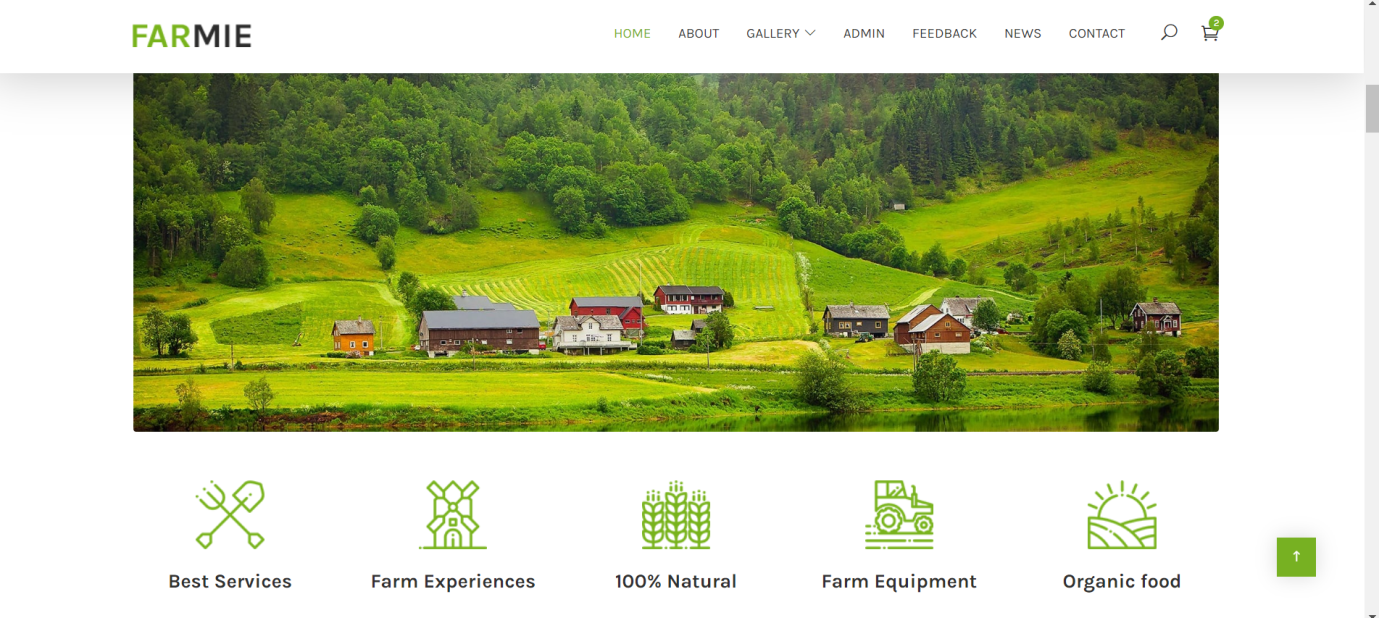 FARMIE HOME ABOUT GALLERY ADMIN FEEDBACK NEWS CONTACT 2
Best Services Farm Experiences 100% Natural Farm Equipment Organic food